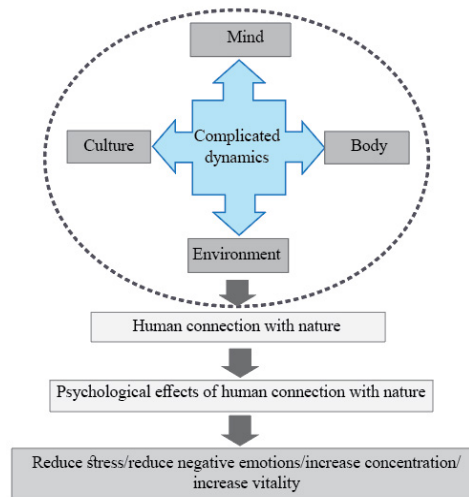 Mind
Complicated
dynamics
Culture
Body
Environment
Human connection with nature
Psychological effects of human connection with nature
Reduce stress/reduce negative emotions/increase concentration/
increase vitality